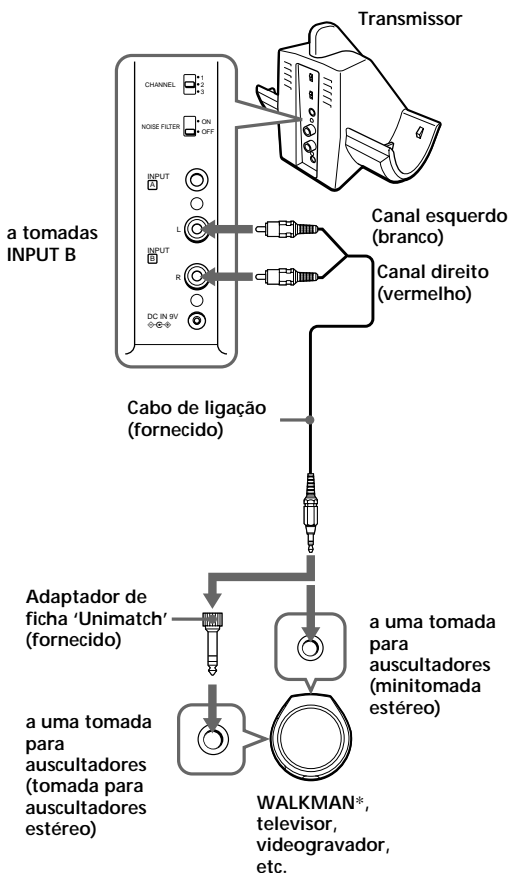 Transmissor
CHANNEL
1
2
3
NOISE FILTER
ON
OFF
INPUT
A
a tomadas
INPUT B
L
INPUT
B
R
DC IN 9V
Canal esquerdo
(branco)
Canal direito
(vermelho)
Cabo de ligação
(fornecido)
Adaptador de
ficha ‘Unimatch’
(fornecido)
a uma tomada
para
auscultadores
(minitomada
estéreo)
a uma tomada
para
auscultadores
(tomada para
auscultadores
estéreo)
WALKMAN*,
televisor,
videogravador,
etc.